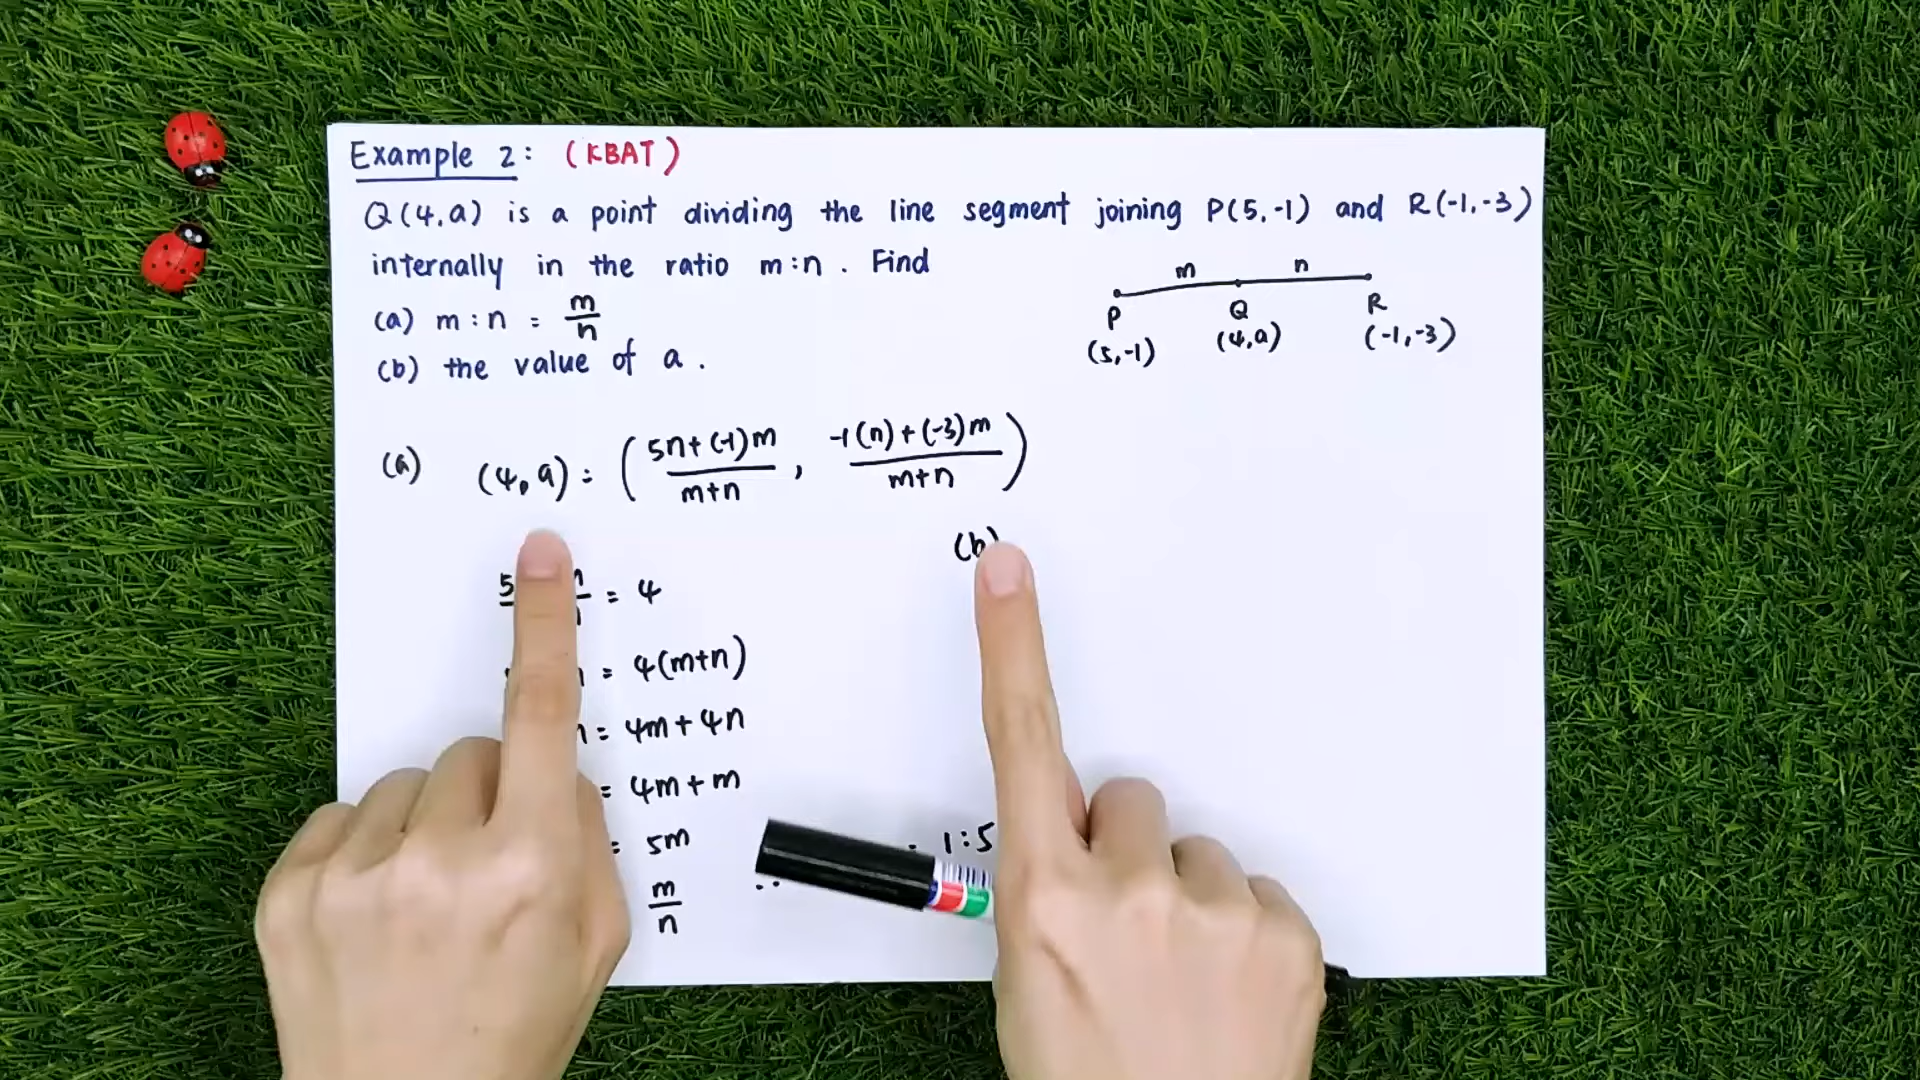 Example 2: (KBAT)
Q(4,a) is a point dividing the line segment joining P(5,-1) and R(-1,-3)
internally in the ratio m:n. Find
(a) m:n = m/n
(b) the value of a.
m n
P Q R
(5,-1) (4,a) (-1,-3)
(a) (4,a) = ( 5n+(-1)m / m+n , -1(n)+(-3)m / m+n )
(b)
= 4
= 4(m+n)
= 4m+4n
= 4m+m
= 5m
m/n
1:5